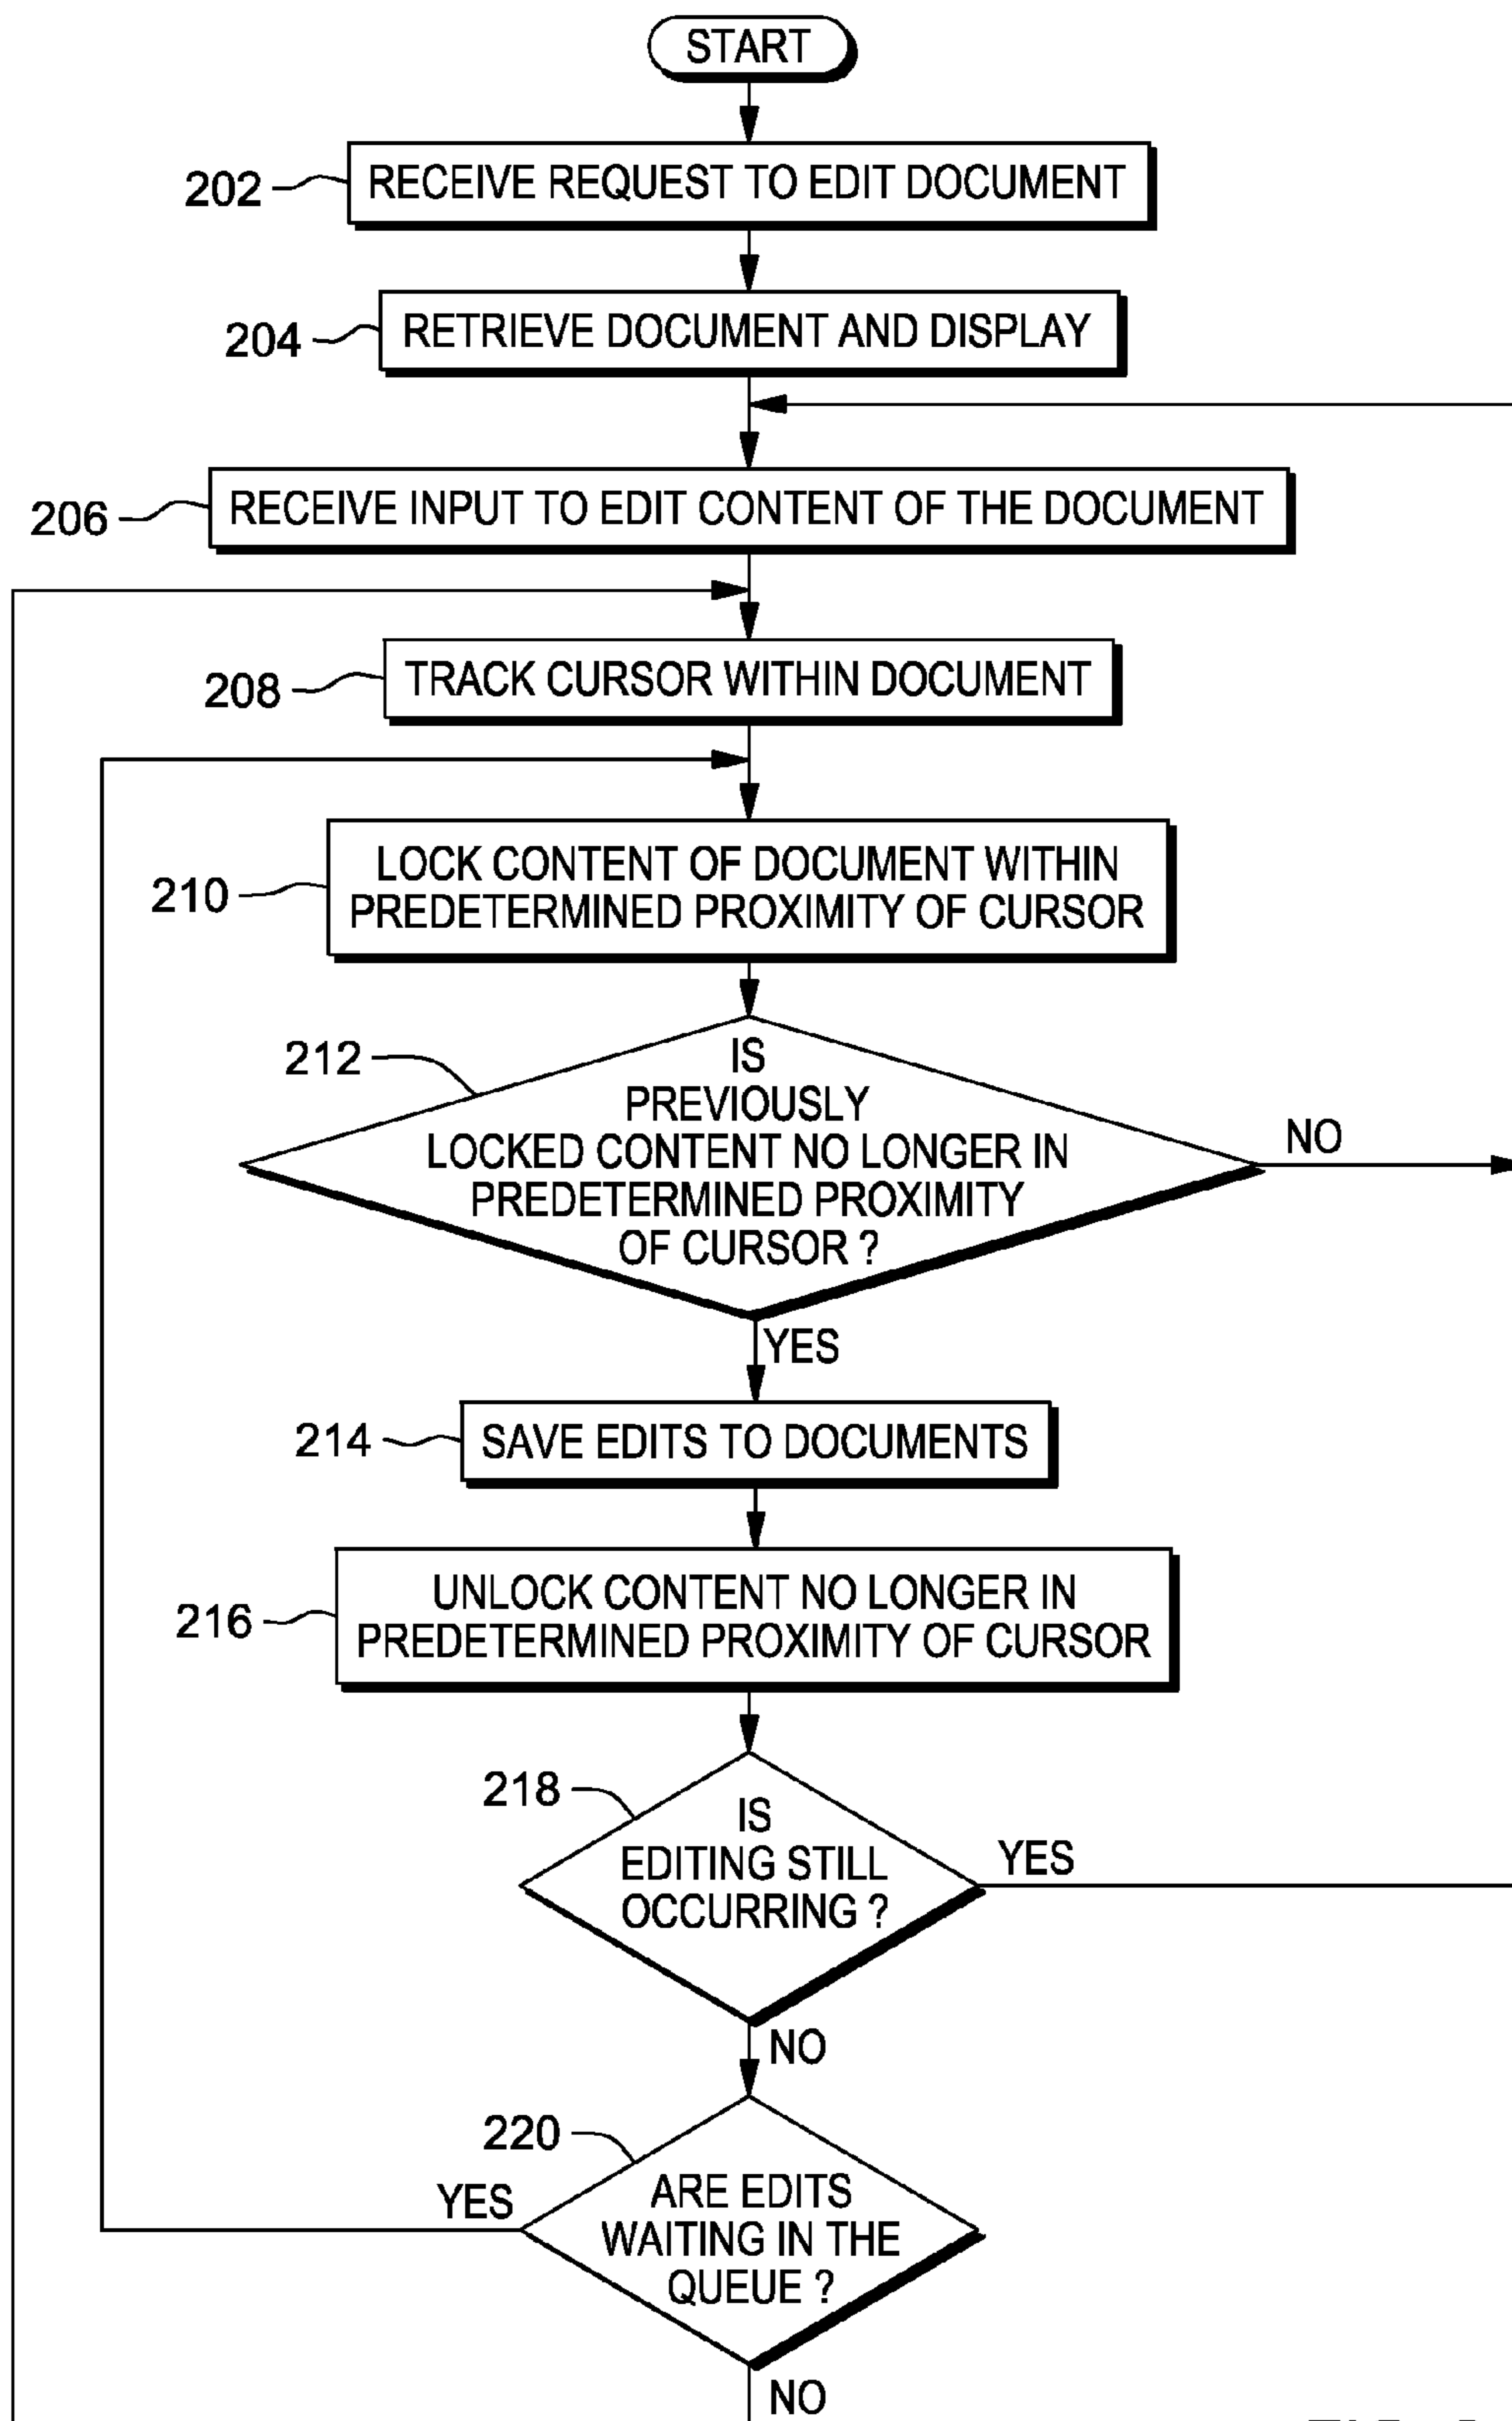 START
202
RECEIVE REQUEST TO EDIT DOCUMENT
204
RETRIEVE DOCUMENT AND DISPLAY
206
RECEIVE INPUT TO EDIT CONTENT OF THE DOCUMENT
208
TRACK CURSOR WITHIN DOCUMENT
210
LOCK CONTENT OF DOCUMENT WITHIN
PREDETERMINED PROXIMITY OF CURSOR
212
IS
PREVIOUSLY
LOCKED CONTENT NO LONGER IN
PREDETERMINED PROXIMITY
OF CURSOR ?
NO
YES
214
SAVE EDITS TO DOCUMENTS
216
UNLOCK CONTENT NO LONGER IN
PREDETERMINED PROXIMITY OF CURSOR
218
IS
EDITING STILL
OCCURRING ?
YES
NO
220
ARE EDITS
WAITING IN THE
QUEUE ?
YES
NO